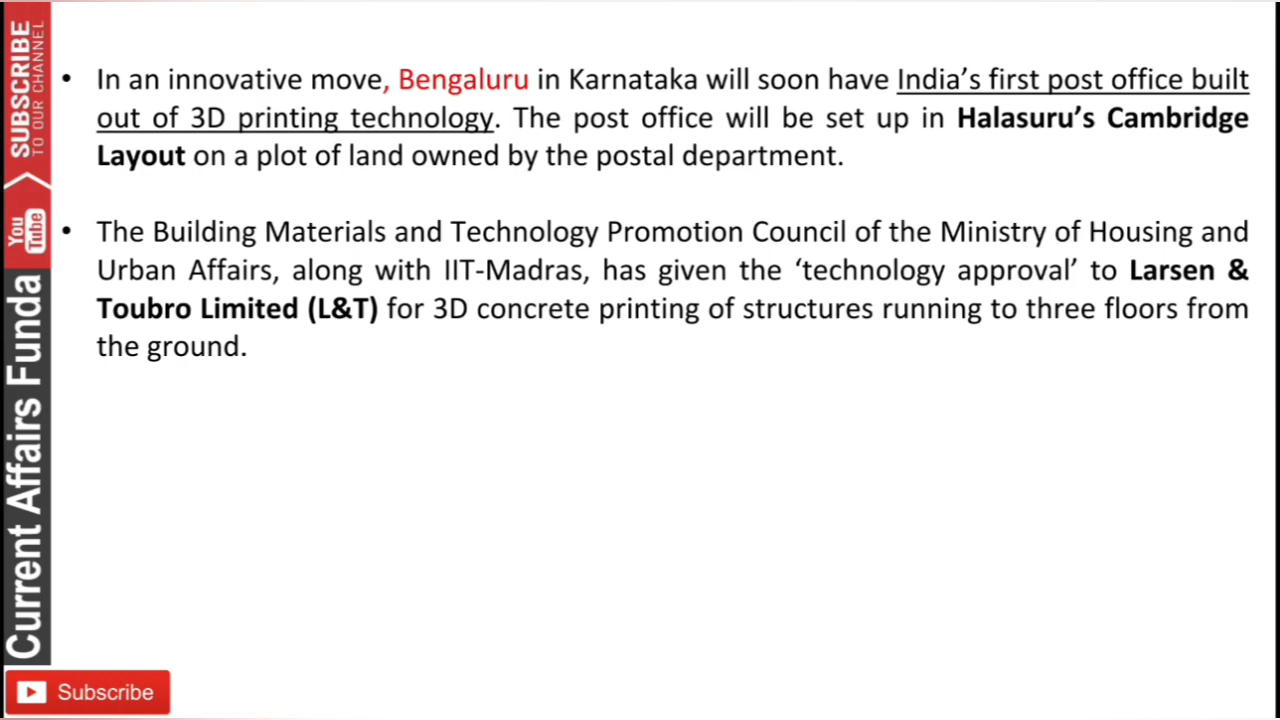 SUBSCRIBE
TO OUR CHANNEL
You
Tube
Current Affairs Funda
• In an innovative move, Bengaluru in Karnataka will soon have India’s first post office built
out of 3D printing technology. The post office will be set up in Halasuru’s Cambridge
Layout on a plot of land owned by the postal department.
• The Building Materials and Technology Promotion Council of the Ministry of Housing and
Urban Affairs, along with IIT-Madras, has given the ‘technology approval’ to Larsen &
Toubro Limited (L&T) for 3D concrete printing of structures running to three floors from
the ground.
Subscribe